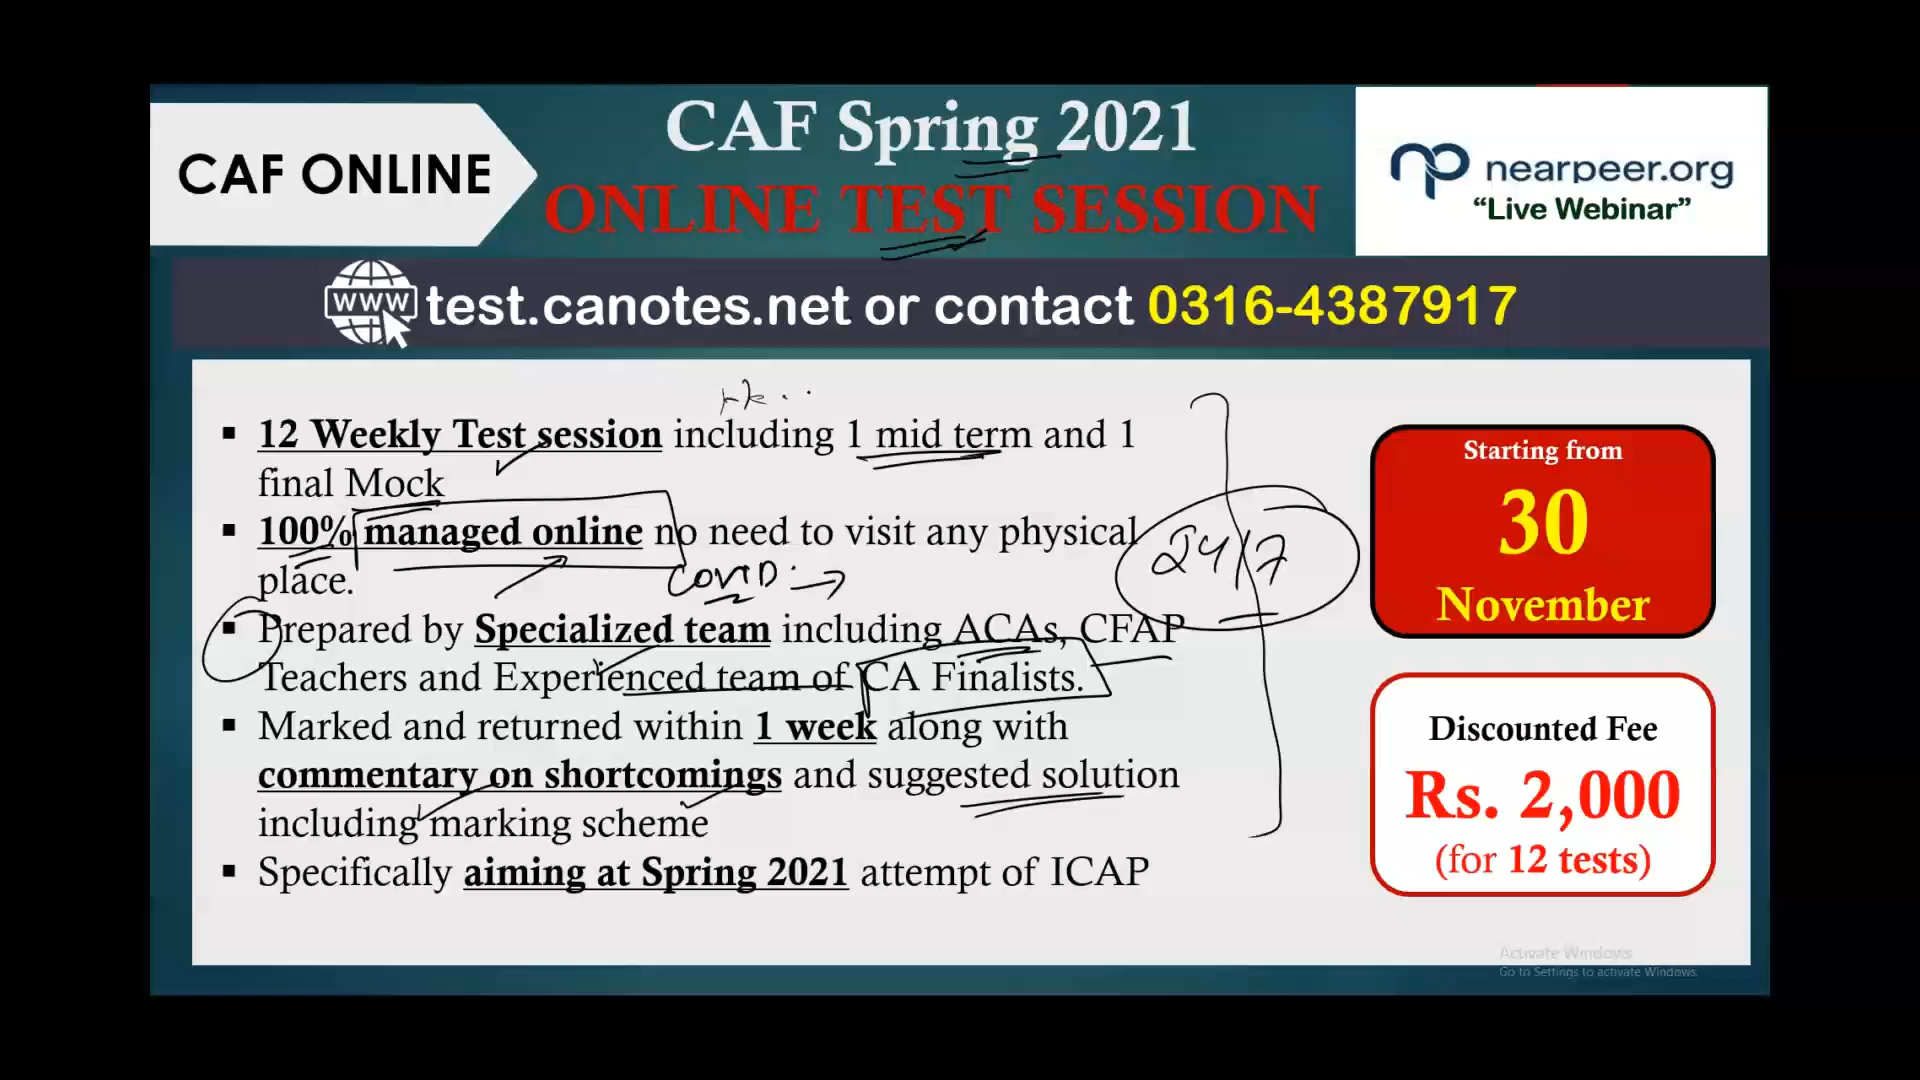 CAF ONLINE
CAF Spring 2021
ONLINE TEST SESSION
nearpeer.org
“Live Webinar”
www test.canotes.net or contact 0316-4387917
▪ 12 Weekly Test session including 1 mid term and 1
final Mock
▪ 100% managed online no need to visit any physical
place.
COVID
24/7
▪ Prepared by Specialized team including ACAs, CFAP
Teachers and Experienced team of CA Finalists.
▪ Marked and returned within 1 week along with
commentary on shortcomings and suggested solution
including marking scheme
▪ Specifically aiming at Spring 2021 attempt of ICAP
Starting from
30
November
Discounted Fee
Rs. 2,000
(for 12 tests)
Activate Windows
Go to Settings to activate Windows.